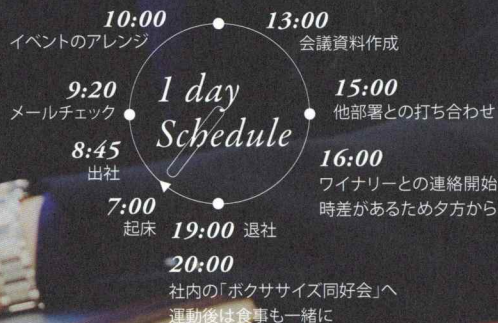 1 day
Schedule
7:00
起床
8:45
出社
9:20
メールチェック
10:00
イベントのアレンジ
13:00
会議資料作成
15:00
他部署との打ち合わせ
16:00
ワイナリーとの連絡開始
時差があるため夕方から
19:00 退社
20:00
社内の「ボクササイズ同好会」へ
運動後は食事も一緒に